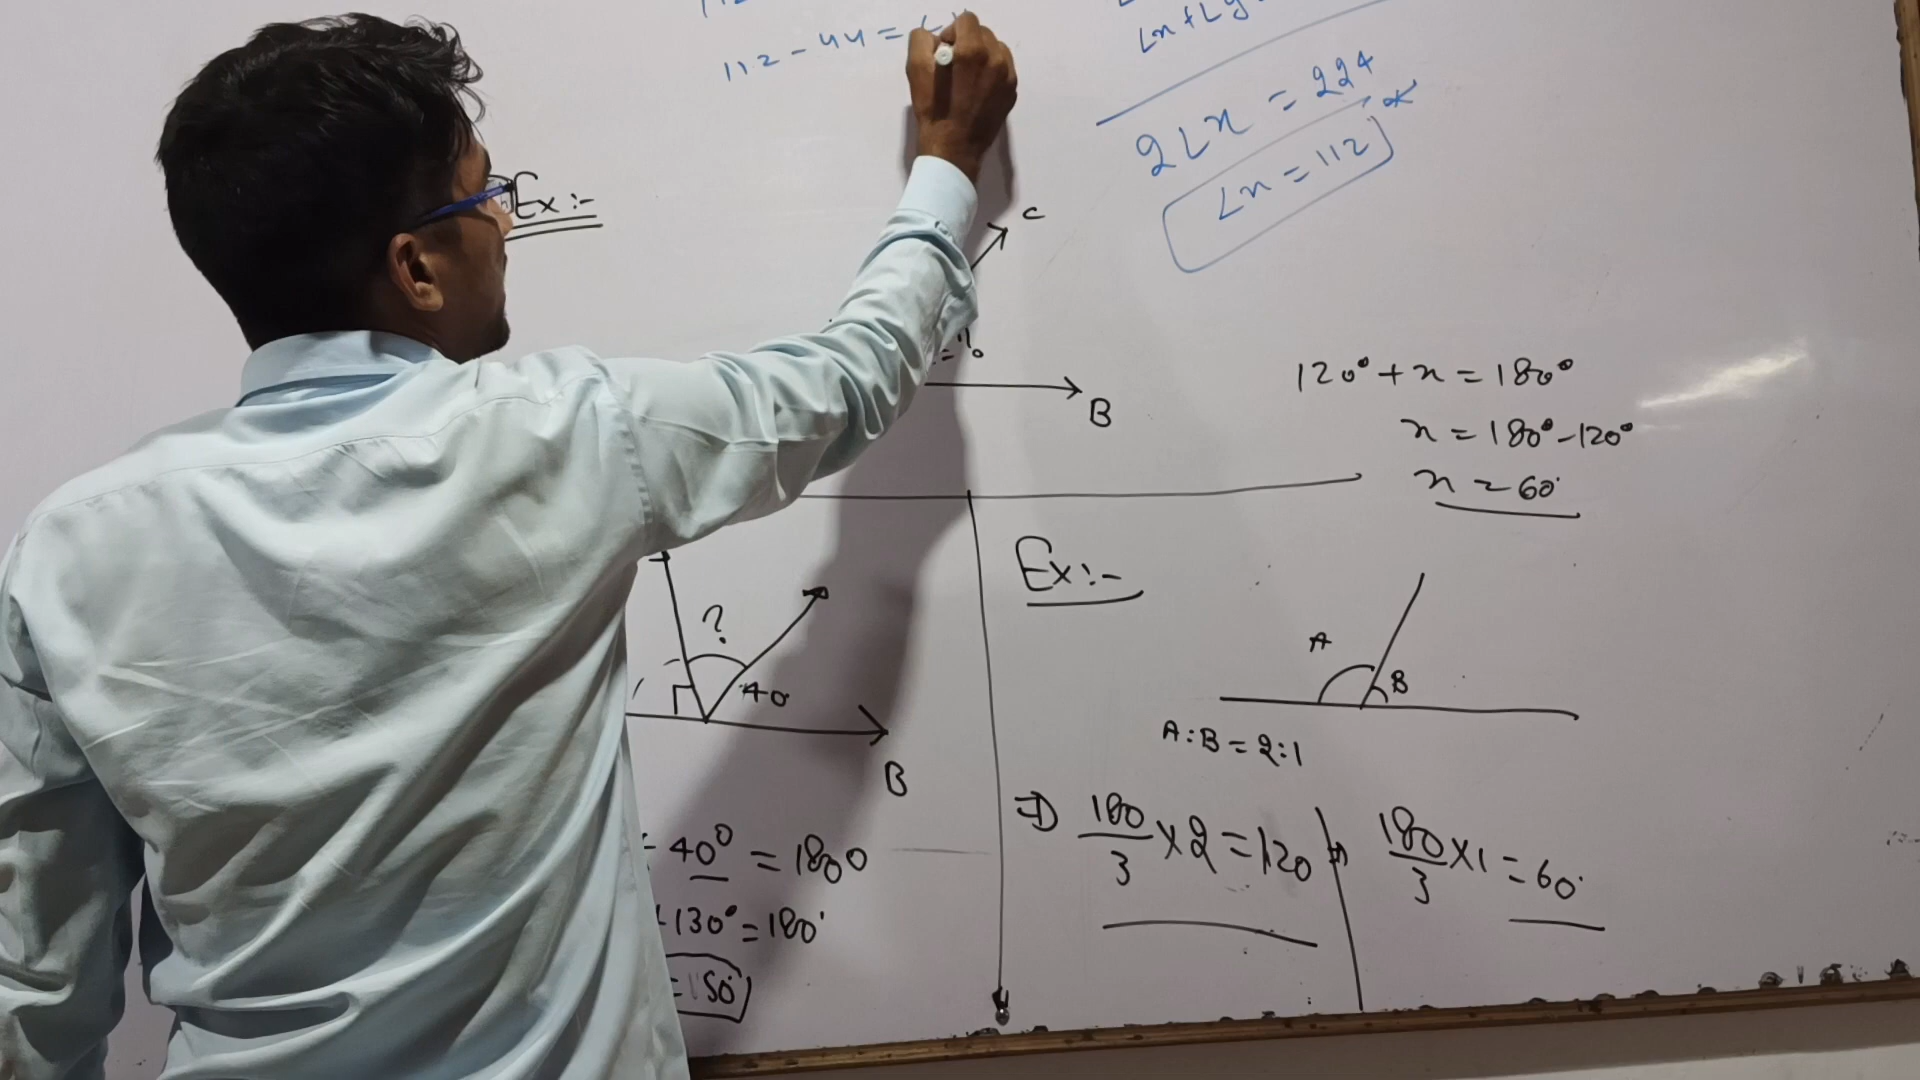 112 - 44 =
2∠x = 224
∠x = 112
Ex:-
C
B
120° + x = 180°
x = 180° - 120°
x = 60°
?
40
B
40° = 180
+130° = 180°
= 50°
Ex:-
A
B
A:B = 2:1
⇒ 180/3 × 2 = 120
⇒ 180/3 × 1 = 60°